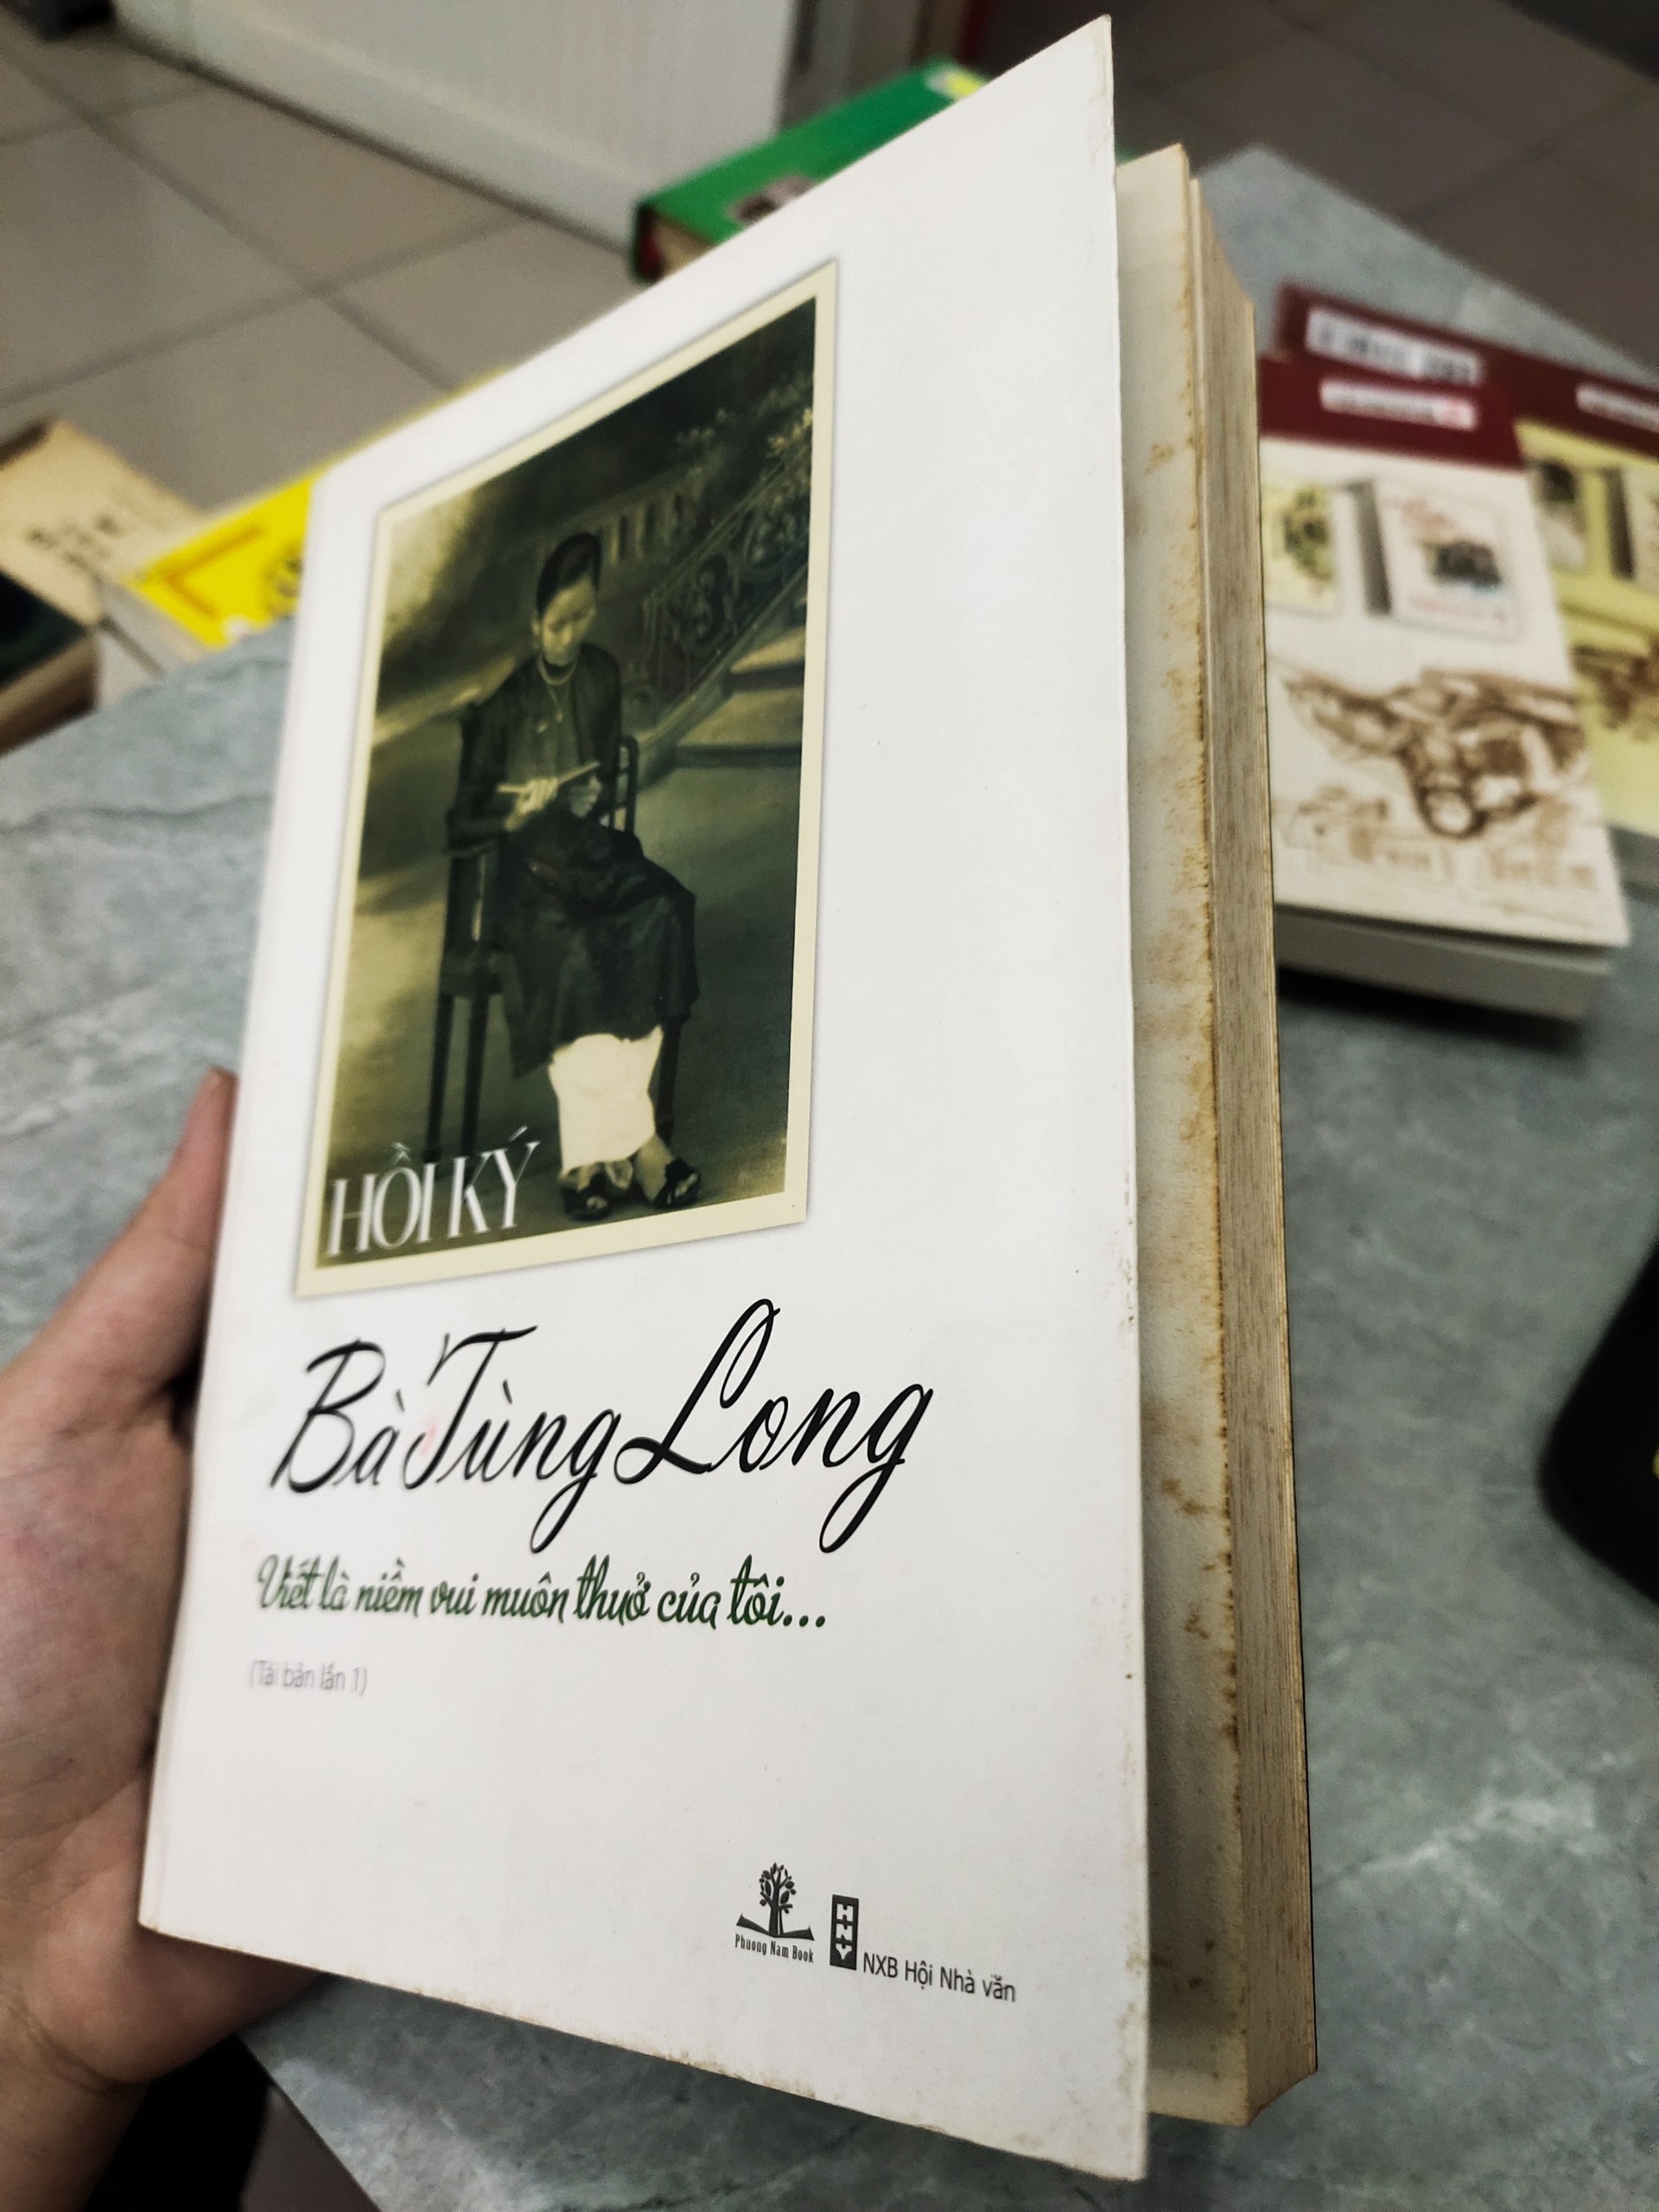 HỒI KÝ
Bà Tùng Long
Viết là niềm vui muôn thuở của tôi...
(Tái bản lần 1)
Phuong Nam Book
HNV
NXB Hội Nhà văn